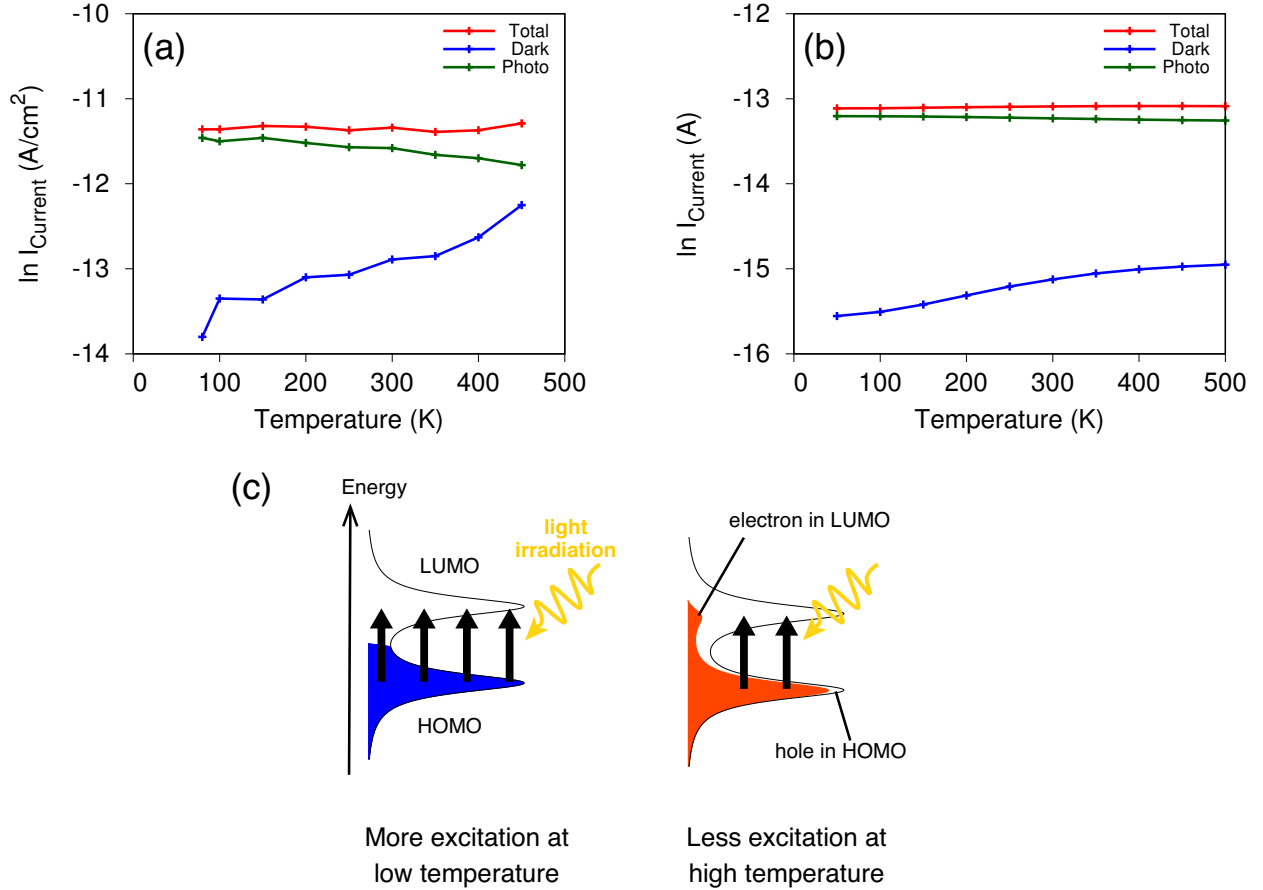 (a)
Total
Dark
Photo
-10
-11
-12
-13
-14
0 100 200 300 400 500
Temperature (K)
ln I_Current (A/cm²)
(b)
Total
Dark
Photo
-12
-13
-14
-15
-16
0 100 200 300 400 500
Temperature (K)
ln I_Current (A)
(c)
Energy
LUMO
HOMO
light
irradiation
More excitation at
low temperature
electron in LUMO
hole in HOMO
Less excitation at
high temperature